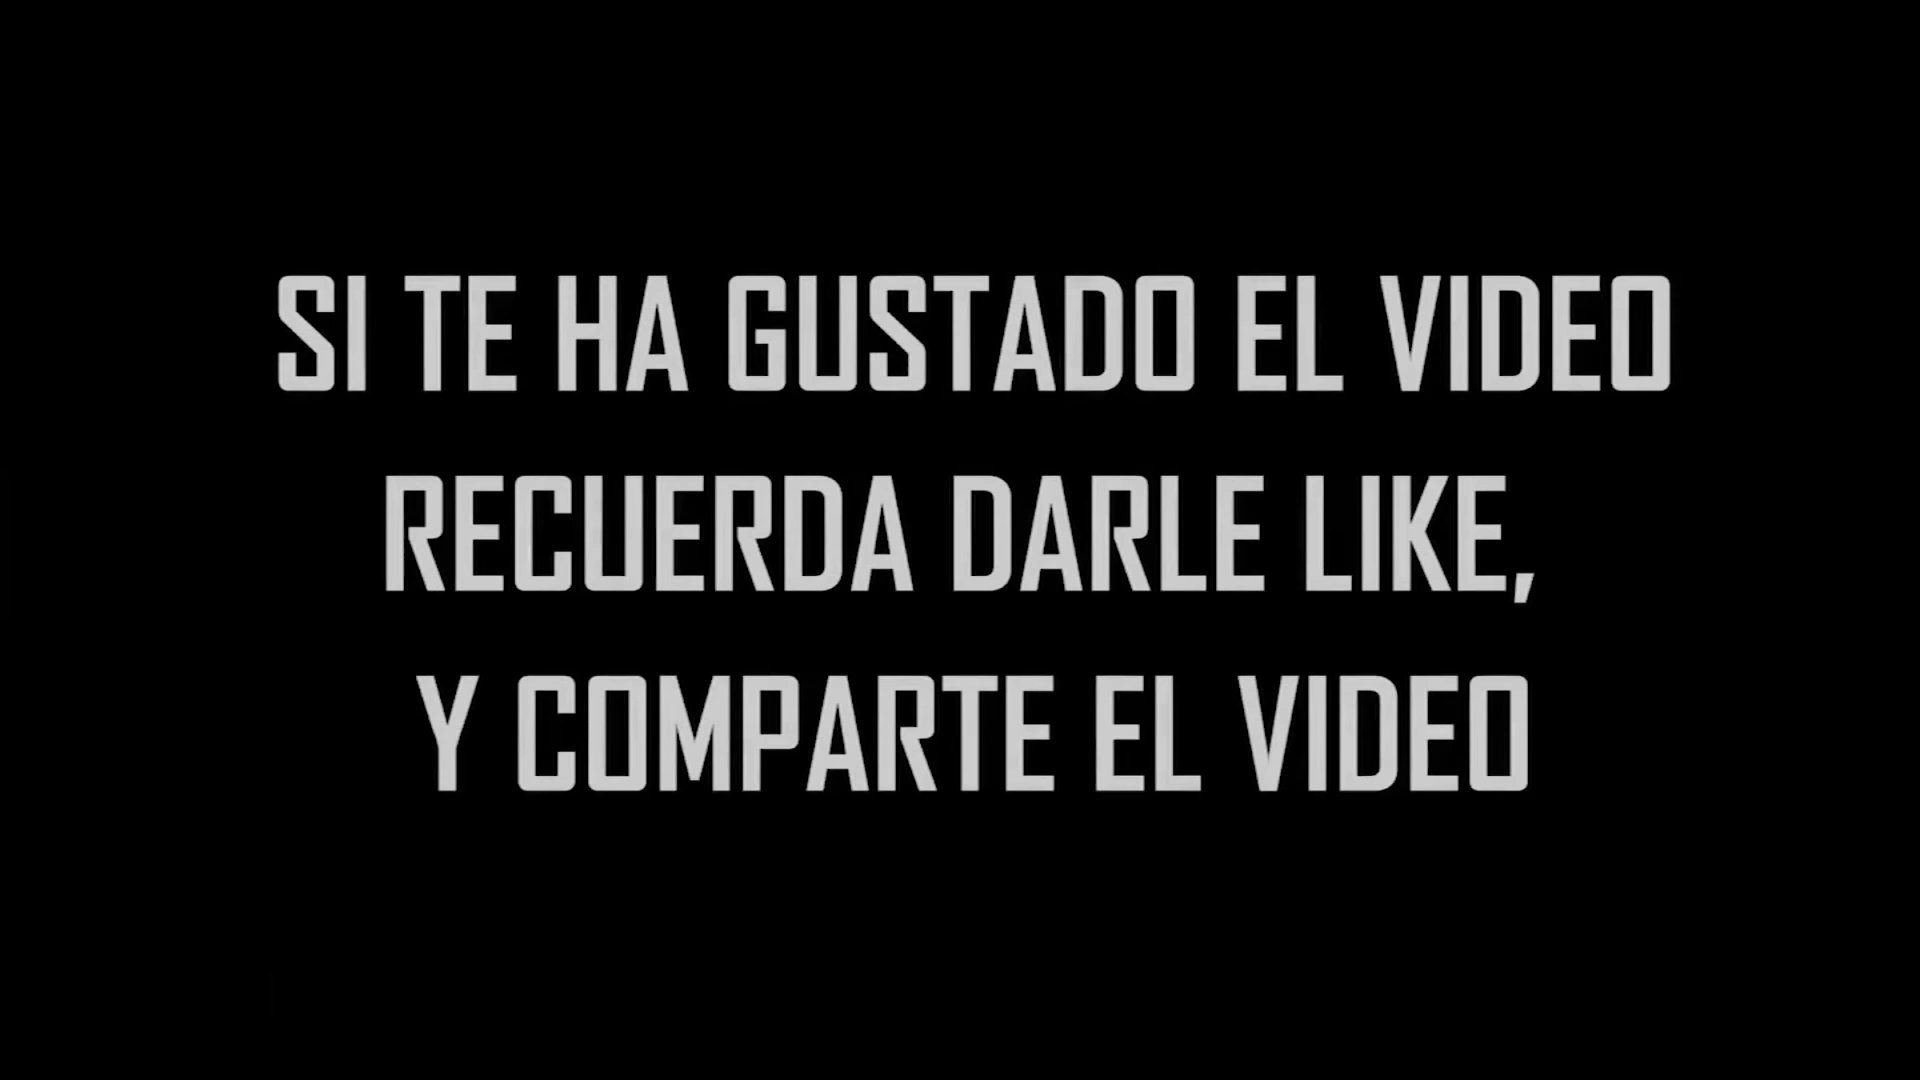 SI TE HA GUSTADO EL VIDEO
RECUERDA DARLE LIKE,
Y COMPARTE EL VIDEO